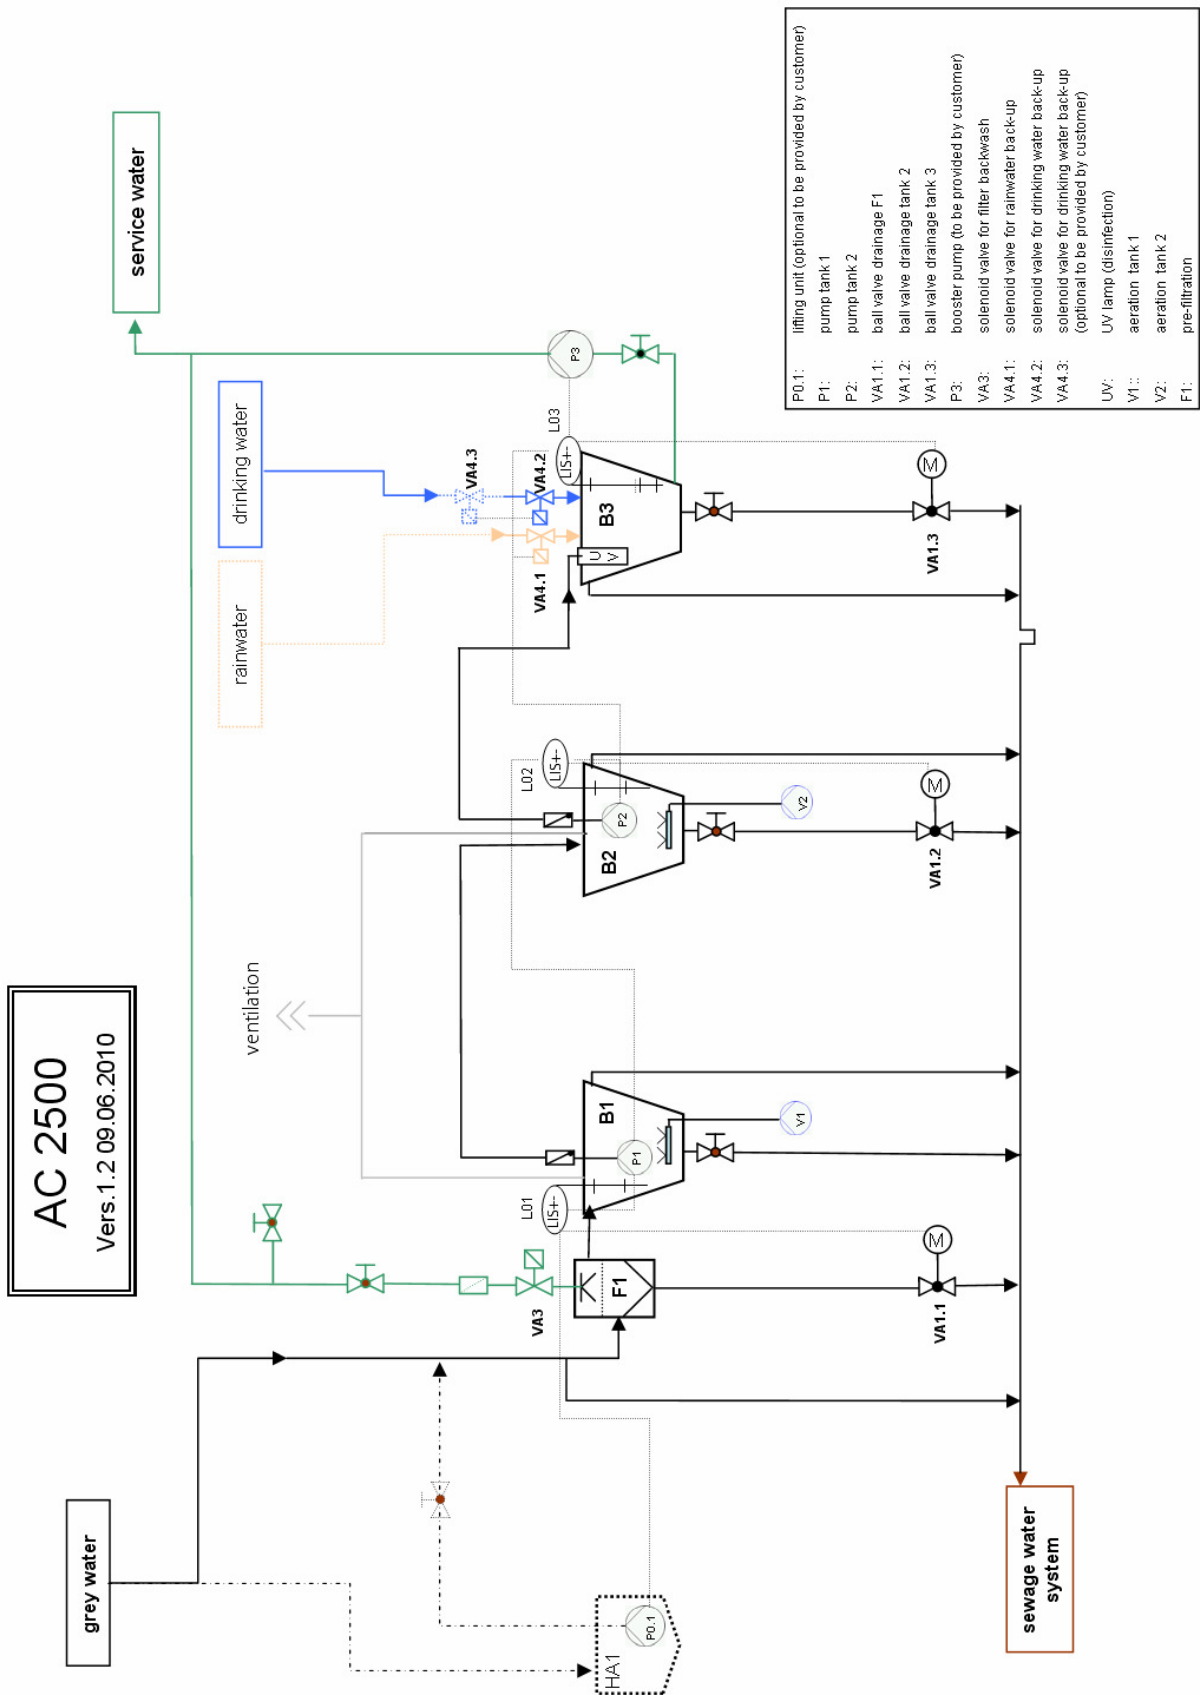 AC 2500
Vers.1.2 09.06.2010
grey water
HA1
P0.1
ventilation
rainwater
drinking water
service water
VA3
F1
L01
LIS+-
B1
P1
V1
VA1.1
M
L02
LIS+-
B2
P2
V2
VA1.2
M
VA4.1
VA4.2
VA4.3
L03
LIS+-
U
V
B3
P3
VA1.3
M
sewage water
system
P0.1: lifting unit (optional to be provided by customer)
P1: pump tank 1
P2: pump tank 2
VA1.1: ball valve drainage F1
VA1.2: ball valve drainage tank 2
VA1.3: ball valve drainage tank 3
P3: booster pump (to be provided by customer)
VA3: solenoid valve for filter backwash
VA4.1: solenoid valve for rainwater back-up
VA4.2: solenoid valve for drinking water back-up
VA4.3: solenoid valve for drinking water back-up
(optional to be provided by customer)
UV: UV lamp (disinfection)
V1:: aeration tank 1
V2: aeration tank 2
F1: pre-filtration